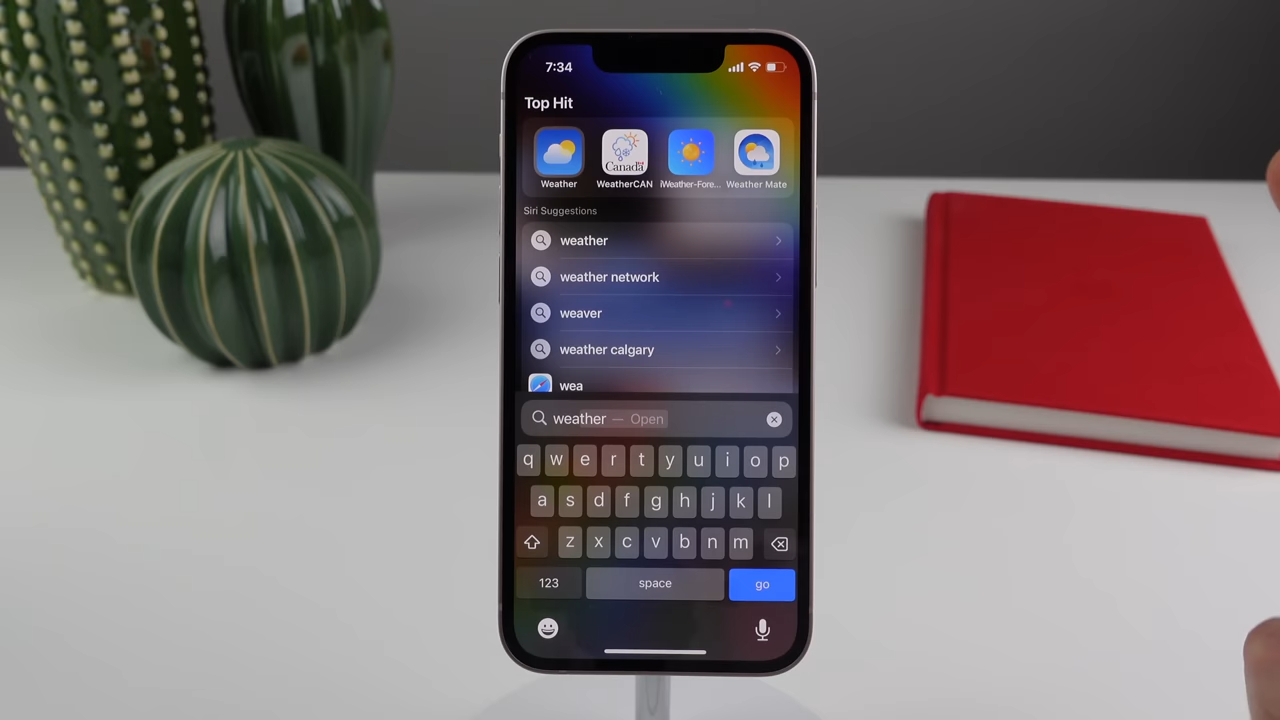 7:34
Top Hit
Canada
Weather WeatherCAN iWeather-Fore... Weather Mate
Siri Suggestions
weather
weather network
weaver
weather calgary
wea
weather — Open
q w e r t y u i o p
a s d f g h j k l
z x c v b n m
123 space go